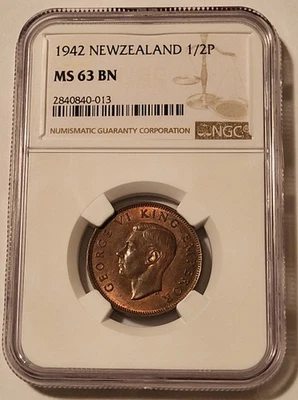 1942 NEWZEALAND 1/2P
MS 63 BN
2840840-013
NUMISMATIC GUARANTY CORPORATION
NGC
GEORGE VI KING EMPEROR